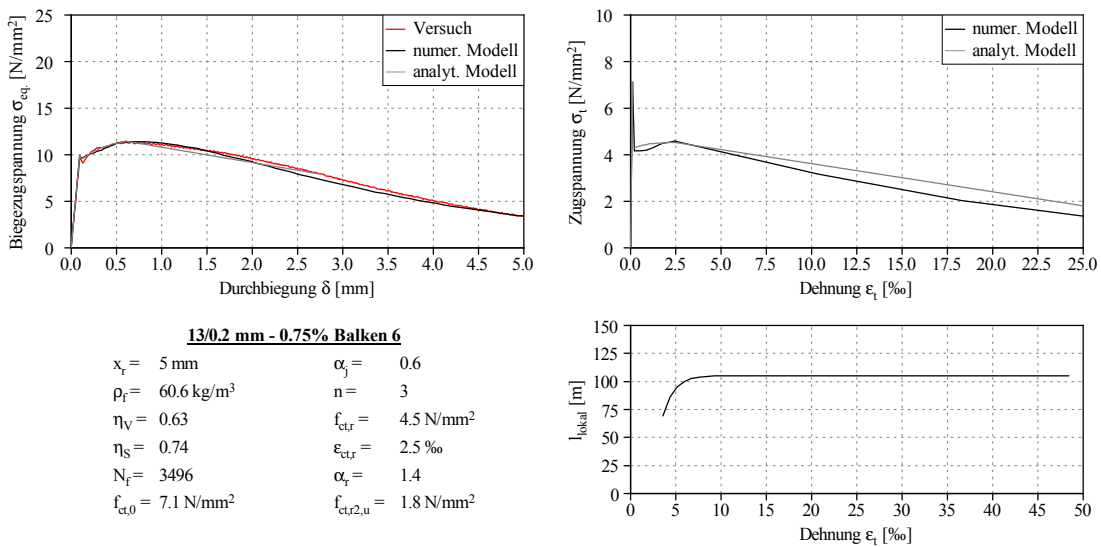 25
20
15
10
5
0
Biegezugspannung σeq. [N/mm²]
Versuch
numer. Modell
analyt. Modell
0.0 0.5 1.0 1.5 2.0 2.5 3.0 3.5 4.0 4.5 5.0
Durchbiegung δ [mm]
10
8
6
4
2
0
Zugspannung σt [N/mm²]
numer. Modell
analyt. Modell
0.0 2.5 5.0 7.5 10.0 12.5 15.0 17.5 20.0 22.5 25.0
Dehnung εt [‰]
13/0.2 mm - 0.75% Balken 6
xr = 5 mm αj = 0.6
ρf = 60.6 kg/m³ n = 3
ηV = 0.63 fct,r = 4.5 N/mm²
ηS = 0.74 εct,r = 2.5 ‰
Nf = 3496 αr = 1.4
fct,0 = 7.1 N/mm² fct,r2,u = 1.8 N/mm²
150
125
100
75
50
25
0
llokal [m]
0 5 10 15 20 25 30 35 40 45 50
Dehnung εt [‰]